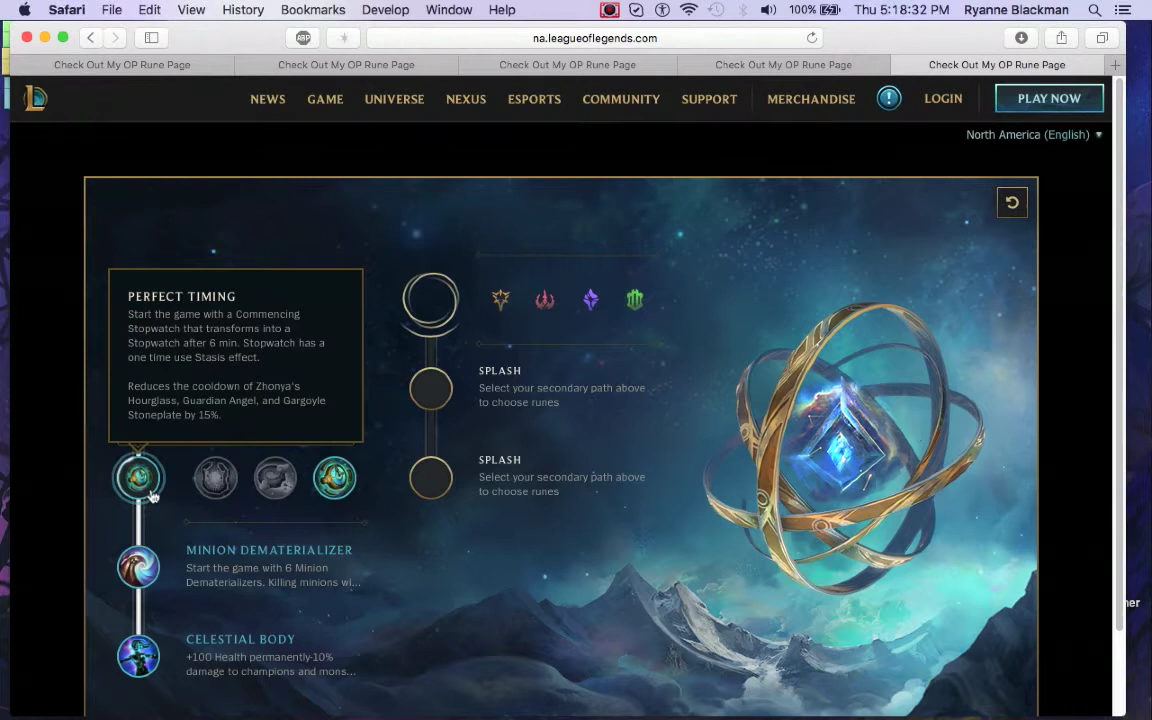 Safari File Edit View History Bookmarks Develop Window Help 100% Thu 5:18:32 PM Ryanne Blackman
ABP na.leagueoflegends.com
Check Out My OP Rune Page Check Out My OP Rune Page Check Out My OP Rune Page Check Out My OP Rune Page Check Out My OP Rune Page
NEWS GAME UNIVERSE NEXUS ESPORTS COMMUNITY SUPPORT MERCHANDISE LOGIN PLAY NOW
North America (English)
PERFECT TIMING
Start the game with a Commencing
Stopwatch that transforms into a
Stopwatch after 6 min. Stopwatch has a
one time use Stasis effect.
Reduces the cooldown of Zhonya's
Hourglass, Guardian Angel, and Gargoyle
Stoneplate by 15%.
SPLASH
Select your secondary path above
to choose runes
SPLASH
Select your secondary path above
to choose runes
MINION DEMATERIALIZER
Start the game with 6 Minion
Dematerializers. Killing minions wi...
CELESTIAL BODY
+100 Health permanently-10%
damage to champions and mons...
ner